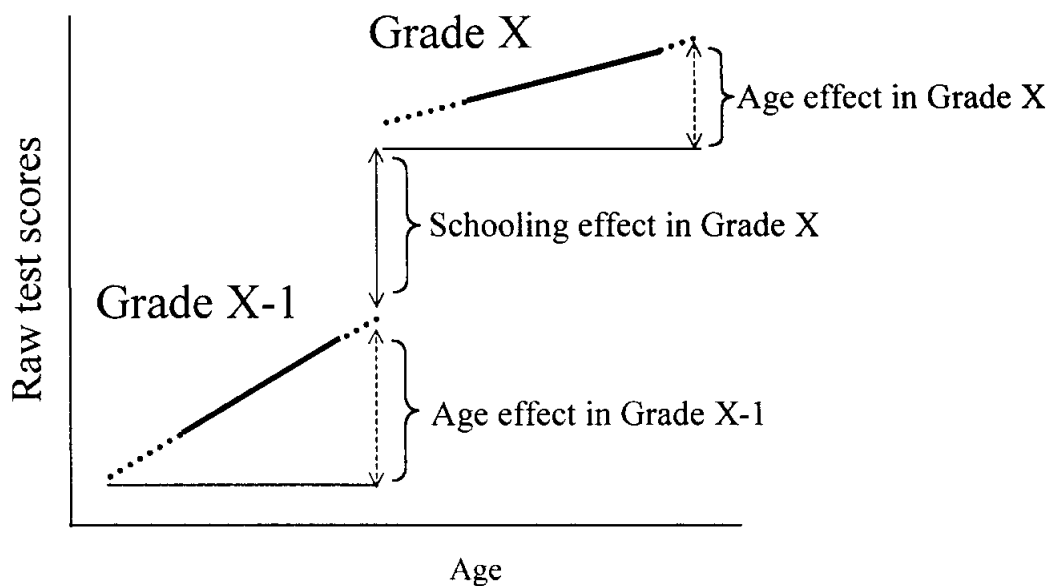 Grade X
Age effect in Grade X
Schooling effect in Grade X
Grade X-1
Age effect in Grade X-1
Raw test scores
Age